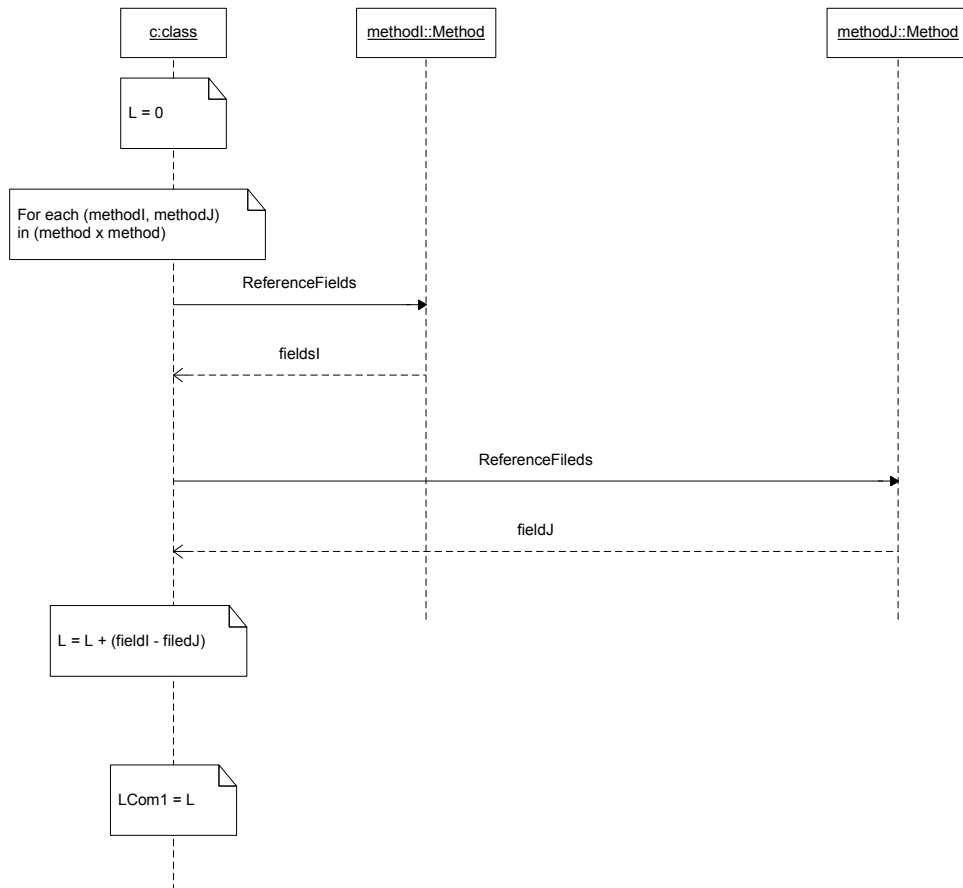 c:class
methodI::Method
methodJ::Method
L = 0
For each (methodI, methodJ)
in (method x method)
ReferenceFields
fieldsI
ReferenceFileds
fieldJ
L = L + (fieldI - filedJ)
LCom1 = L